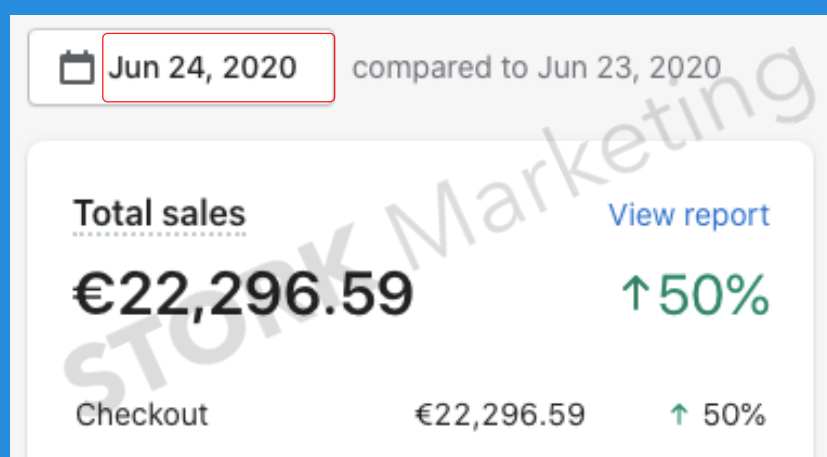 Jun 24, 2020 compared to Jun 23, 2020
STORK Marketing
Total sales View report
€22,296.59 ↑50%
Checkout €22,296.59 ↑ 50%